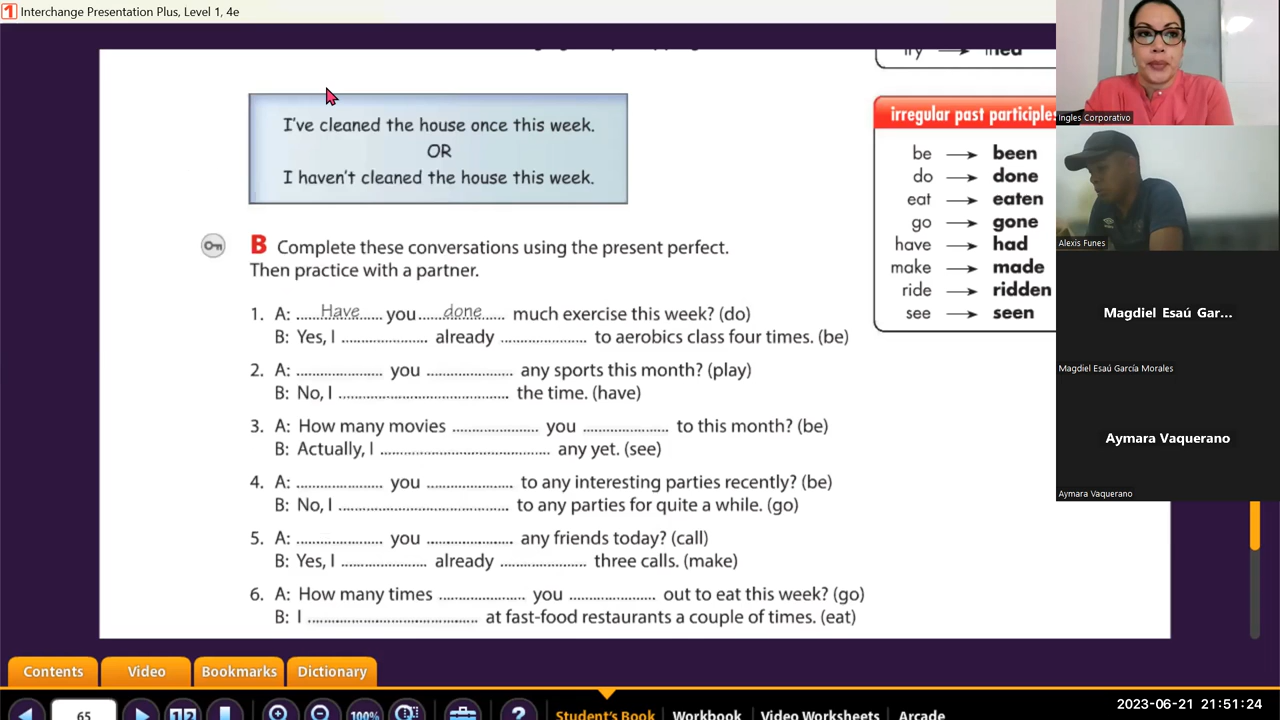 Interchange Presentation Plus, Level 1, 4e
I've cleaned the house once this week.
OR
I haven't cleaned the house this week.
irregular past participles
be → been
do → done
eat → eaten
go → gone
have → had
make → made
ride → ridden
see → seen
B Complete these conversations using the present perfect.
Then practice with a partner.
1. A: ......Have...... you ......done...... much exercise this week? (do)
B: Yes, I .................... already .................... to aerobics class four times. (be)
2. A: .................... you .................... any sports this month? (play)
B: No, I ........................................ the time. (have)
3. A: How many movies .................... you .................... to this month? (be)
B: Actually, I ........................................ any yet. (see)
4. A: .................... you .................... to any interesting parties recently? (be)
B: No, I ........................................ to any parties for quite a while. (go)
5. A: .................... you .................... any friends today? (call)
B: Yes, I .................... already .................... three calls. (make)
6. A: How many times .................... you .................... out to eat this week? (go)
B: I ........................................ at fast-food restaurants a couple of times. (eat)
Ingles Corporativo
Alexis Funes
Magdiel Esaú Gar...
Magdiel Esaú García Morales
Aymara Vaquerano
Aymara Vaquerano
Contents Video Bookmarks Dictionary
65 1 2 100% ? Student's Book Workbook Video Worksheets Arcade
2023-06-21 21:51:24